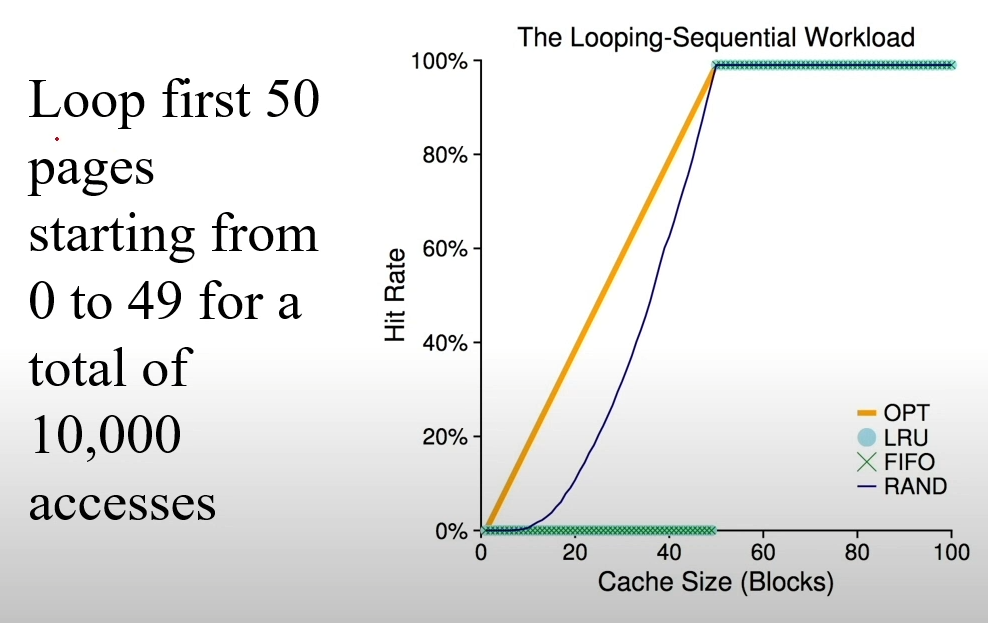 Loop first 50
pages
starting from
0 to 49 for a
total of
10,000
accesses
The Looping-Sequential Workload
100%
80%
60%
40%
20%
0%
Hit Rate
OPT
LRU
FIFO
RAND
0 20 40 60 80 100
Cache Size (Blocks)